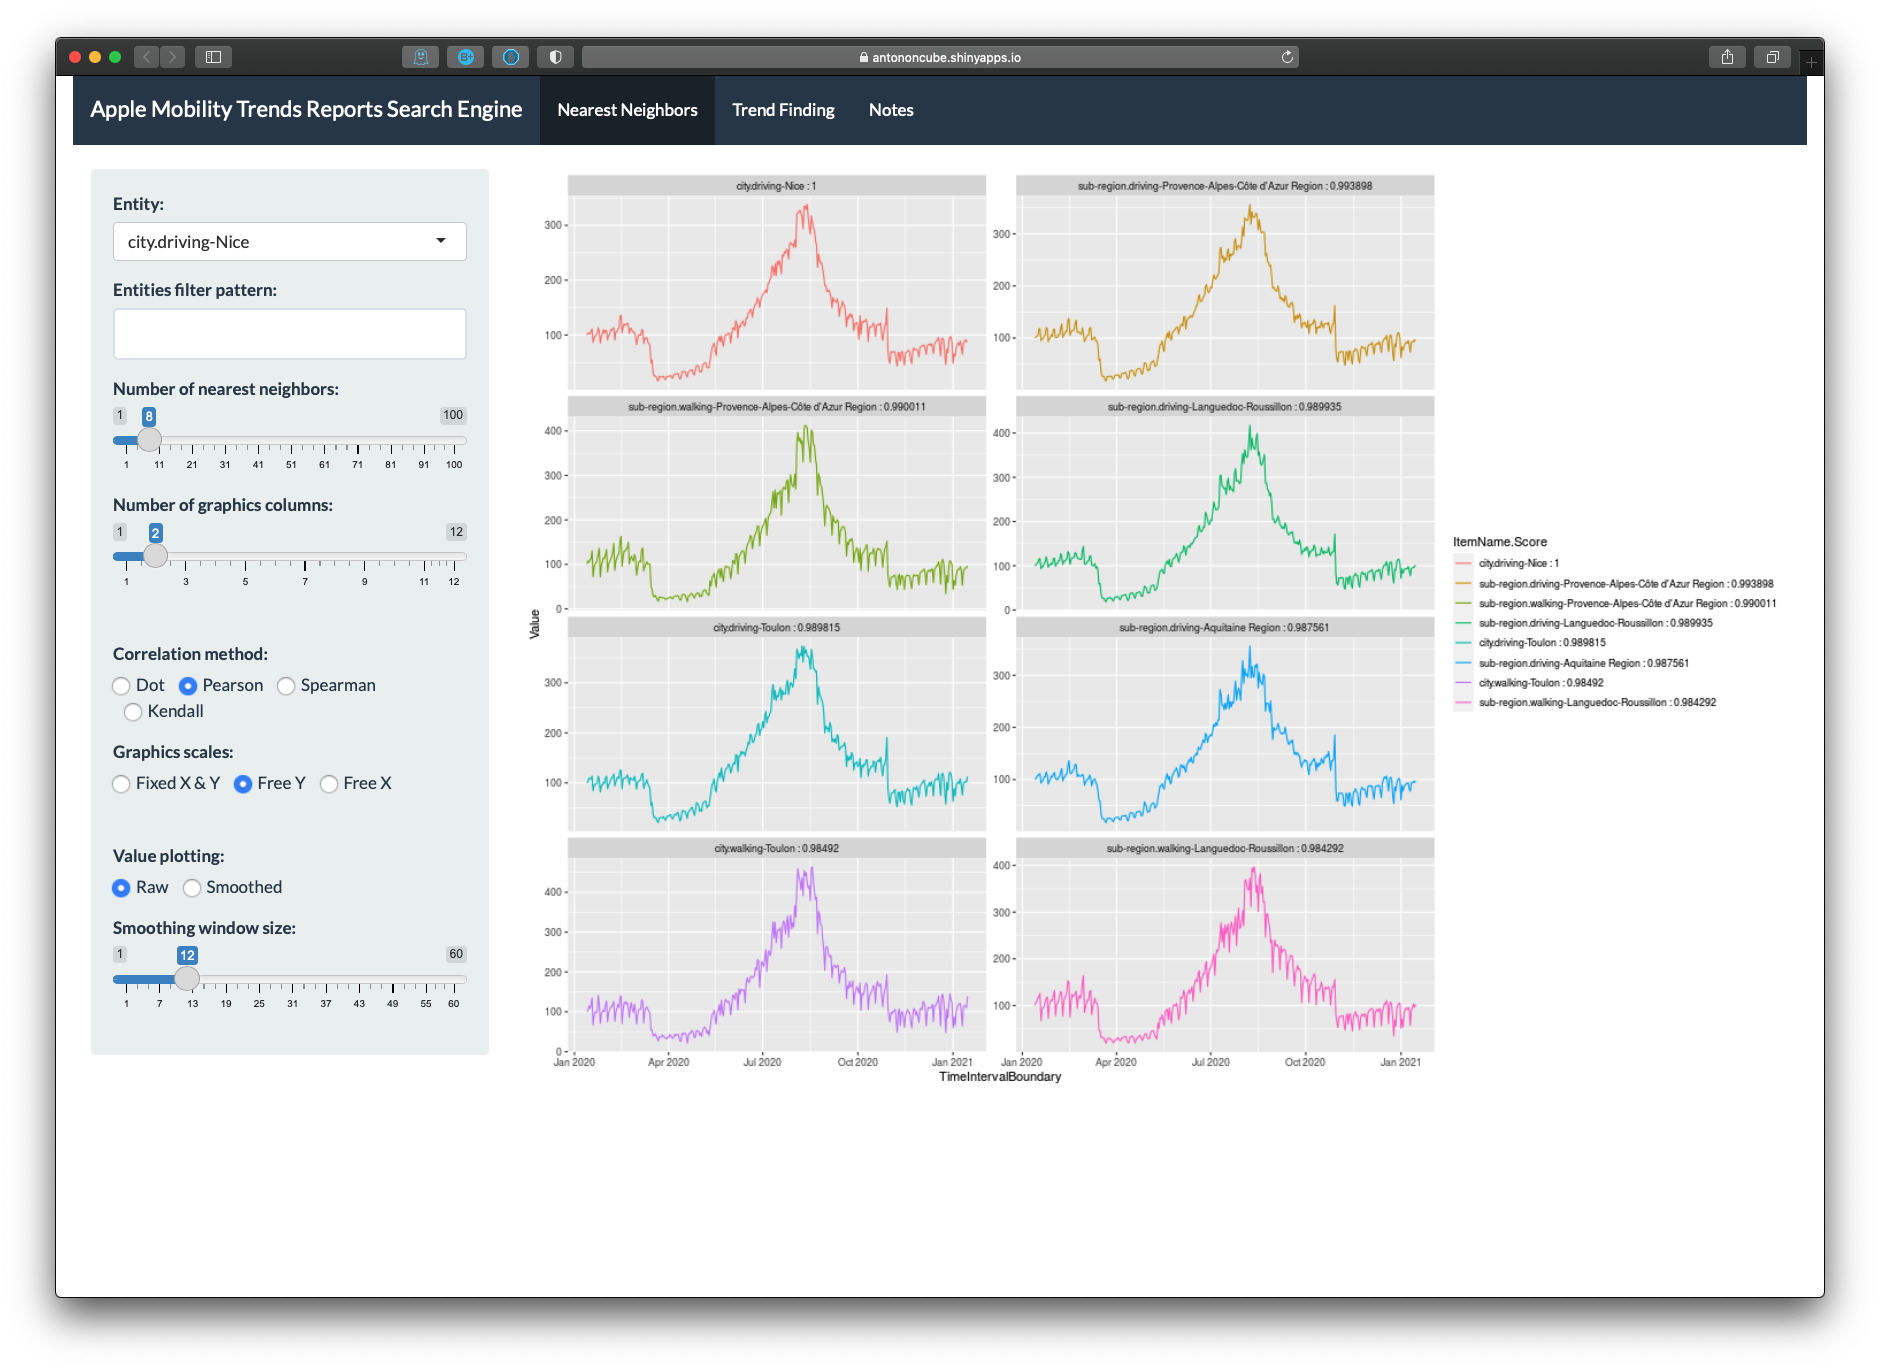 antononcube.shinyapps.io
Apple Mobility Trends Reports Search Engine
Nearest Neighbors
Trend Finding
Notes
Entity:
city.driving-Nice
Entities filter pattern:
Number of nearest neighbors:
1 8 100
1 11 21 31 41 51 61 71 81 91 100
Number of graphics columns:
1 2 12
1 3 5 7 9 11 12
Correlation method:
Dot Pearson Spearman
Kendall
Graphics scales:
Fixed X & Y Free Y Free X
Value plotting:
Raw Smoothed
Smoothing window size:
1 12 60
1 7 13 19 25 31 37 43 49 55 60
Value
city.driving-Nice : 1
300
200
100
sub-region.driving-Provence-Alpes-Côte d'Azur Region : 0.993898
300
200
100
sub-region.walking-Provence-Alpes-Côte d'Azur Region : 0.990011
400
300
200
100
0
sub-region.driving-Languedoc-Roussillon : 0.989935
400
300
200
100
0
city.driving-Toulon : 0.989815
300
200
100
sub-region.driving-Aquitaine Region : 0.987561
300
200
100
city.walking-Toulon : 0.98492
400
300
200
100
0
sub-region.walking-Languedoc-Roussillon : 0.984292
400
300
200
100
Jan 2020 Apr 2020 Jul 2020 Oct 2020 Jan 2021
Jan 2020 Apr 2020 Jul 2020 Oct 2020 Jan 2021
TimeIntervalBoundary
ItemName.Score
city.driving-Nice : 1
sub-region.driving-Provence-Alpes-Côte d'Azur Region : 0.993898
sub-region.walking-Provence-Alpes-Côte d'Azur Region : 0.990011
sub-region.driving-Languedoc-Roussillon : 0.989935
city.driving-Toulon : 0.989815
sub-region.driving-Aquitaine Region : 0.987561
city.walking-Toulon : 0.98492
sub-region.walking-Languedoc-Roussillon : 0.984292